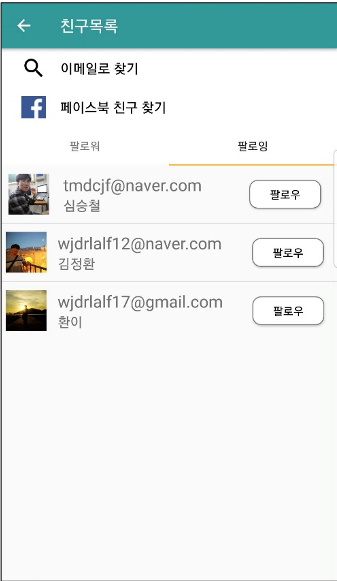 친구목록
이메일로 찾기
페이스북 친구 찾기
팔로워 팔로잉
tmdcjf@naver.com
심승철
팔로우
wjdrlalf12@naver.com
김정환
팔로우
wjdrlalf17@gmail.com
환이
팔로우